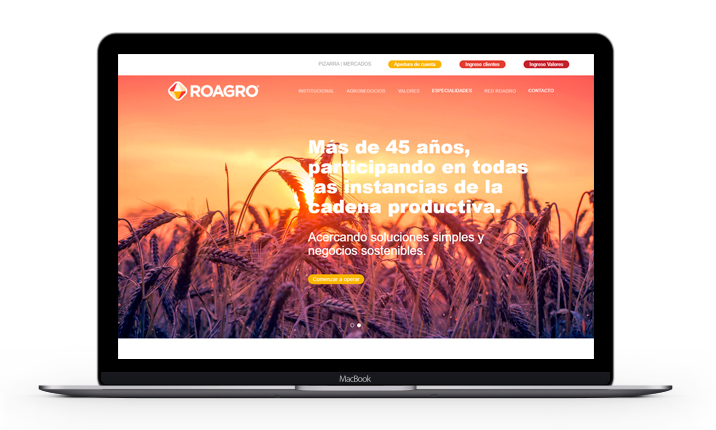 PIZARRA | MERCADOS
Apertura de cuenta
Ingreso clientes
Ingreso Valores
ROAGRO
INSTITUCIONAL
AGRONEGOCIOS
VALORES
ESPECIALIDADES
RED ROAGRO
CONTACTO
Más de 45 años,
participando en todas
las instancias de la
cadena productiva.
Acercando soluciones simples y
negocios sostenibles.
Comenzar a operar
MacBook